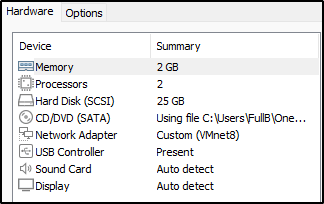 Hardware Options
Device Summary
Memory 2 GB
Processors 2
Hard Disk (SCSI) 25 GB
CD/DVD (SATA) Using file C:\Users\FullB\One...
Network Adapter Custom (VMnet8)
USB Controller Present
Sound Card Auto detect
Display Auto detect